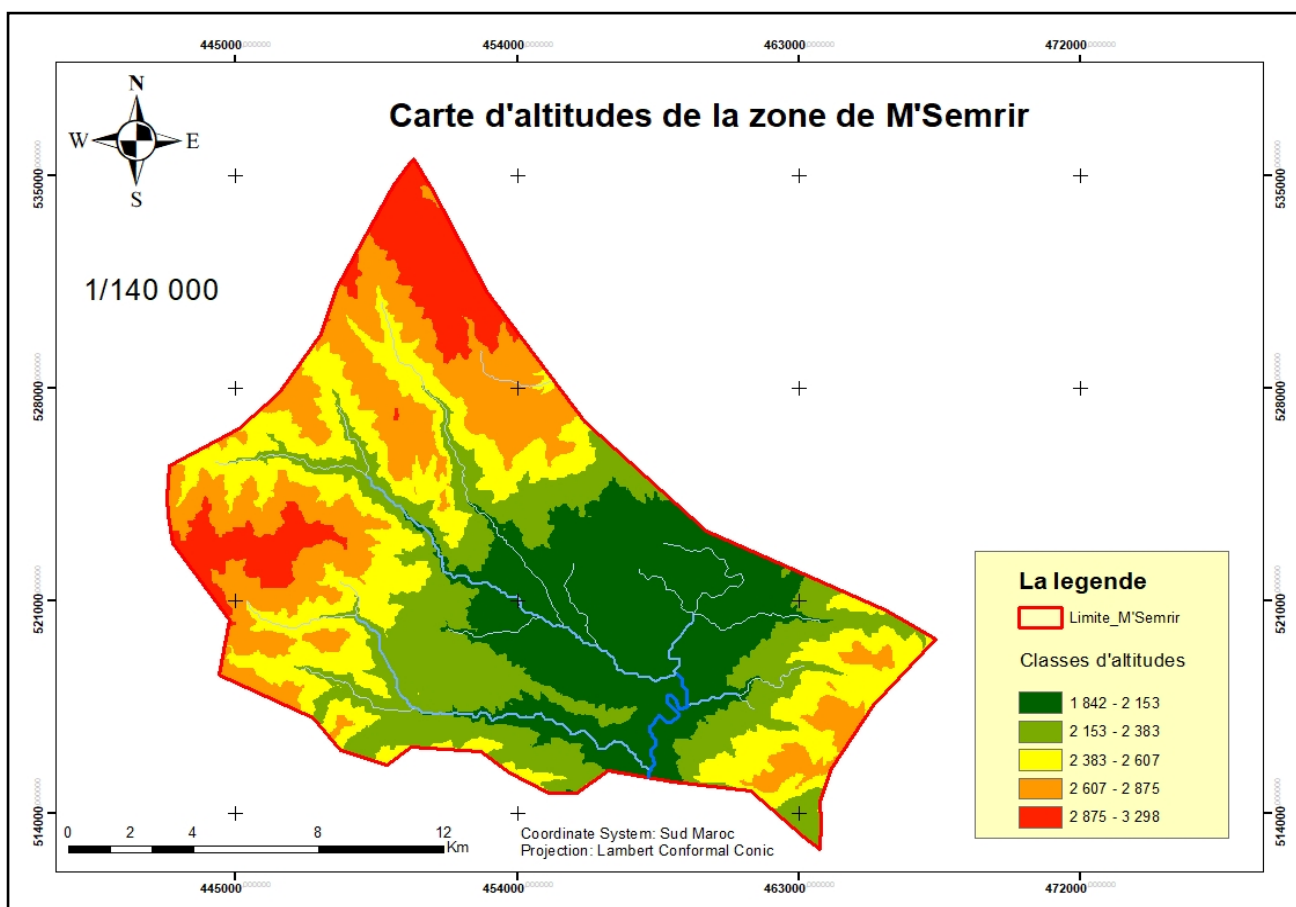 445000 454000 463000 472000
N
W E
S
Carte d'altitudes de la zone de M'Semrir
535000 535000
1/140 000
528000 528000
521000 521000
La legende
Limite_M'Semrir
Classes d'altitudes
1 842 - 2 153
2 153 - 2 383
2 383 - 2 607
2 607 - 2 875
2 875 - 3 298
514000 514000
0 2 4 8 12
Km
Coordinate System: Sud Maroc
Projection: Lambert Conformal Conic
445000 454000 463000 472000